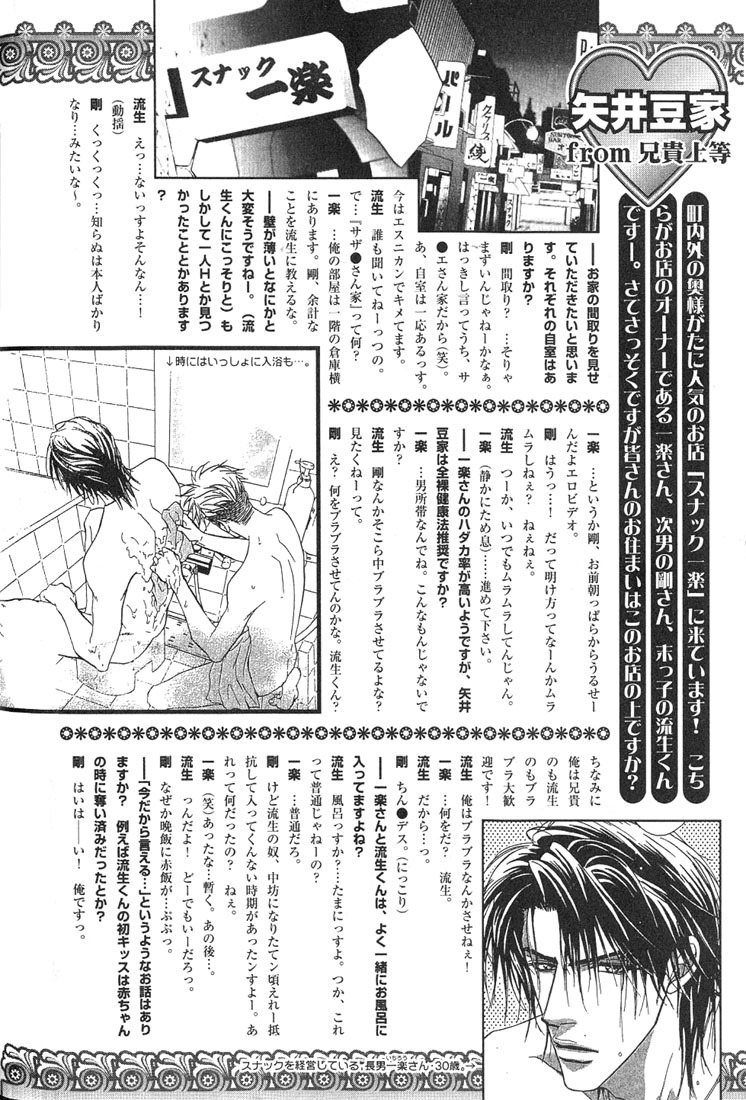 矢井豆家
from 兄貴上等
町内外の奥様がたに人気のお店『スナック一楽』に来ています！　こち
らがお店のオーナーである一楽さん、次男の剛さん、末っ子の流生くん
です―。さてさっそくですが皆さんのお住まいはこのお店の上ですか？
スナック
一楽
パール
クマリス
綾
スナック
――お家の間取りを見せ
ていただきたいと思いま
す。それぞれの自室はあ
りますか？
剛　間取り？　…そりゃ
まずいんじゃねーかなぁ。
はっきし言ってうち、サ
●エさん家だから（笑）。
あ、自室は一応あるっす。
今はエスニカンでキメてます。
流生　誰も聞いてねーっつの。
で…『サザ●さん家』って何？
一楽　…俺の部屋は一階の倉庫横
にあります。剛、余計な
ことを流生に教えるな。
――壁が薄いとなにかと
大変そうですねー。（流
生くんにこっそりと）も
しかして一人Hとか見つ
かったこととかあります
？
流生　えっ…ないっすよそんなん…！
（動揺）
剛　くっくっくっ…知らぬは本人ばかり
なり…みたいな～。
↓時にはいっしょに入浴も…。
一楽　…というか剛、お前朝っぱらからうるせー
んだよエロビデオ。
剛　はうっ…！　だって明け方ってなーんかムラ
ムラしねぇ？　ねぇねぇ。
流生　つーか、いつでもムラムラしてんじゃん。
一楽　（静かにため息）……進めて下さい。
――一楽さんのハダカ率が高いようですが、矢井
豆家は全裸健康法推奨ですか？
一楽　…男所帯なんでね。こんなもんじゃないで
すか？
流生　剛なんかそこら中ブラブラさせてるよな？
見たくねーって。
剛　え？　何をブラブラさせてんのかな。流生くん？
ちなみに
俺は兄貴
のも流生
のもブラ
ブラ大歓
迎です！
流生　俺はブラブラなんかさせねぇ！
一楽　…何をだ？　流生。
流生　だから…っ。
剛　ちん●デス。（にっこり）
――一楽さんと流生くんは、よく一緒にお風呂に
入ってますよね？
流生　風呂っすか？…たまにっすよ。つか、これ
って普通じゃねーの？
一楽　…普通だろ。
剛　けど流生の奴、中坊になりたてン頃えれー抵
抗して入ってくんない時期があったンすよー。あ
れって何だったの？　ねぇ。
一楽　（笑）あったな…暫く。あの後…。
流生　っんだよ！　どーでもいーだろっ。
剛　なぜか晩飯に赤飯が…ぷぷっ。
――「今だから言える…」というようなお話はあり
ますか？　例えば流生くんの初キッスは赤ちゃん
の時に奪い済みだったとか？
剛　はいはーい！　俺ですっ。
スナックを経営している、長男一楽さん・30歳。→
いちろう